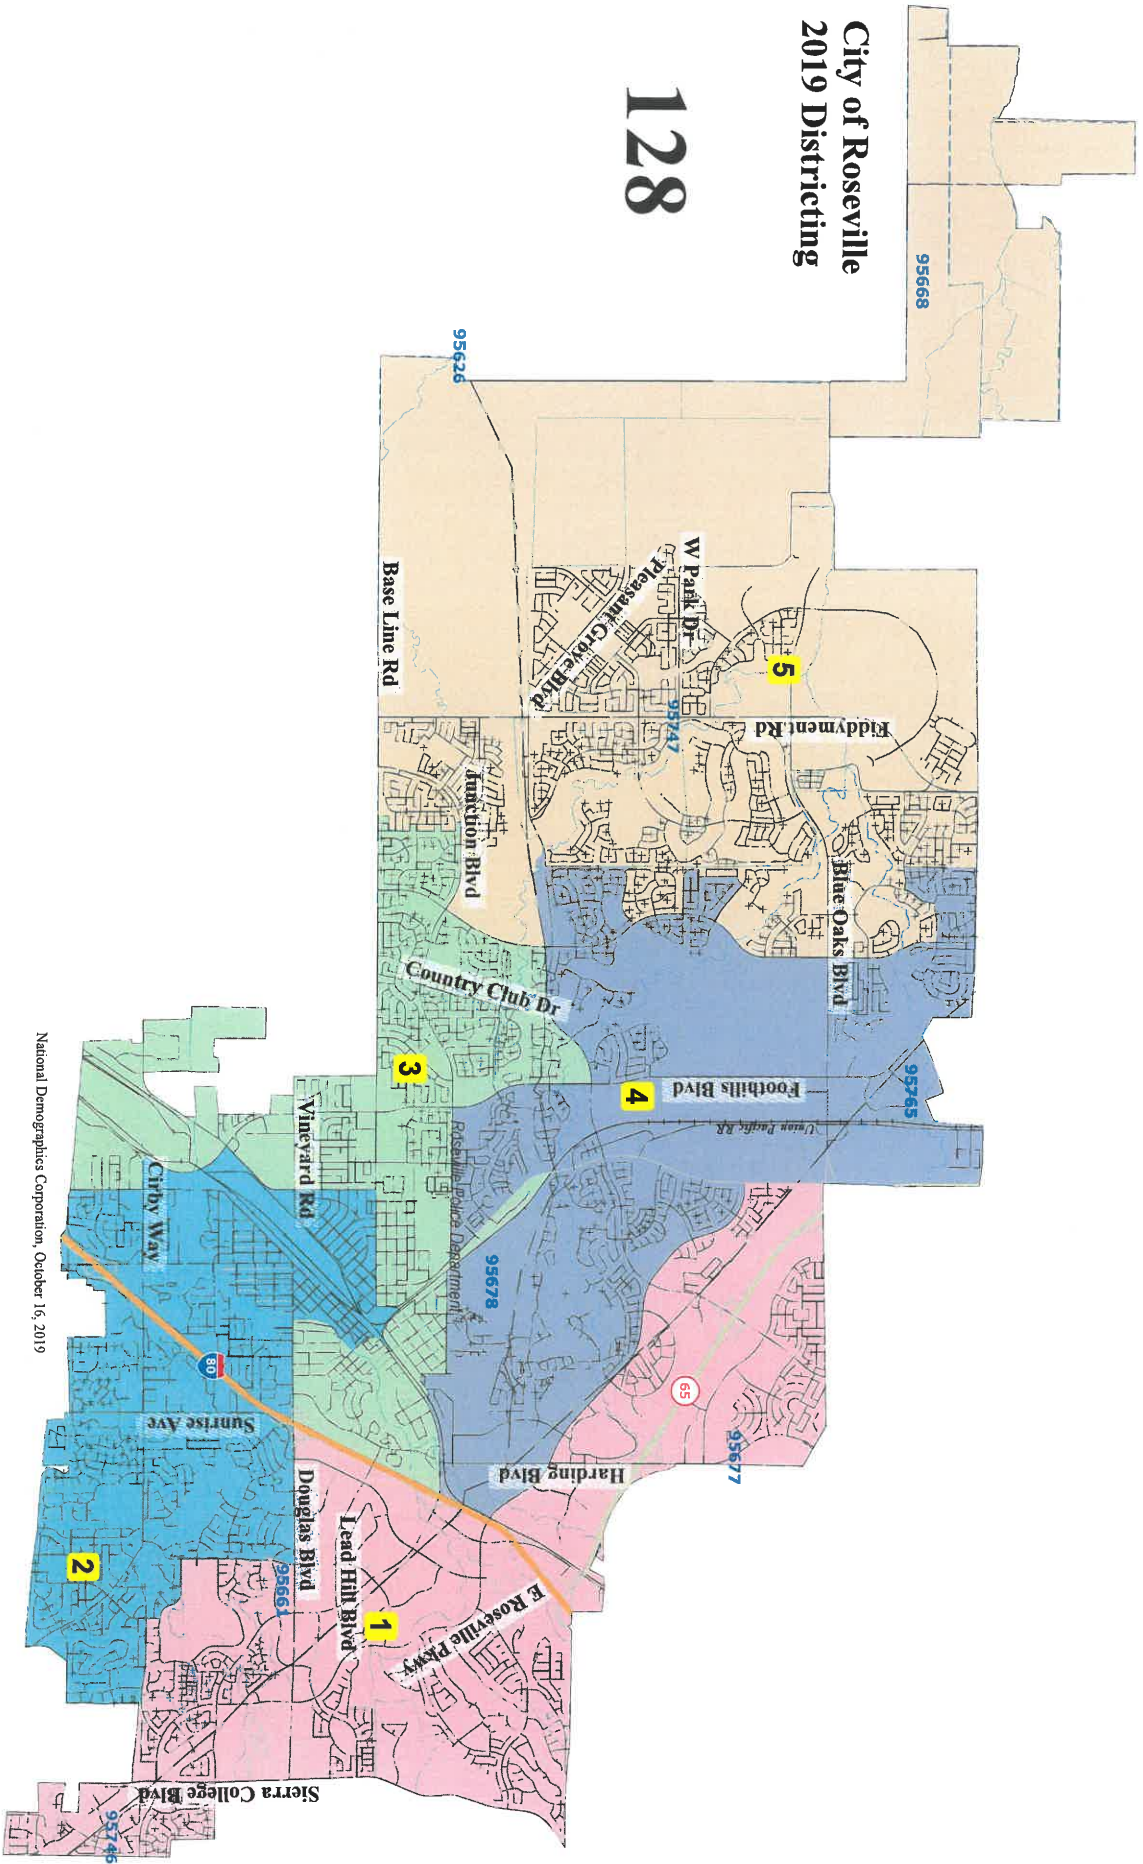 City of Roseville
2019 Districting
128
95668
95626
W Park Dr
Pleasant Grove Blvd
Base Line Rd
5
95747
Fiddyment Rd
Junction Blvd
Blue Oaks Blvd
Country Club Dr
3
4
Foothills Blvd
95765
Union Pacific RR
Vineyard Rd
Roseville Police Department
Cirby Way
95678
65
80
Sunrise Ave
95677
Harding Blvd
Douglas Blvd
Lead Hill Blvd
2
95661
1
E Roseville Pkwy
Sierra College Blvd
95746
National Demographics Corporation, October 16, 2019